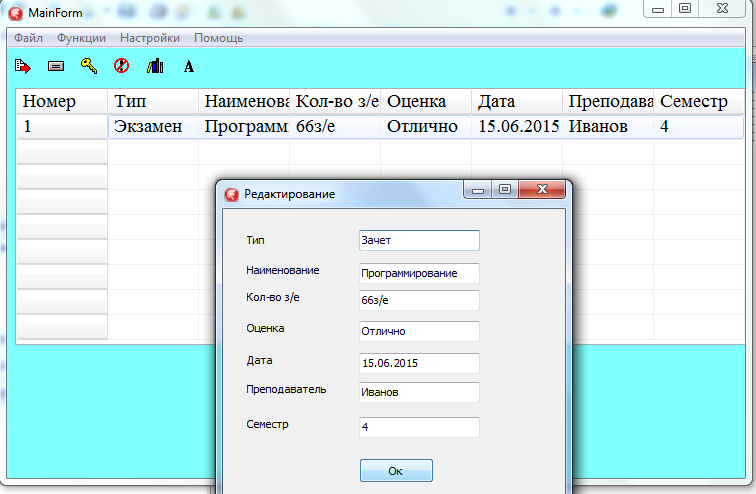 MainForm
Файл Функции Настройки Помощь
A
Номер Тип Наименова Кол-во з/е Оценка Дата Преподава Семестр
1 Экзамен Программи 66з/е Отлично 15.06.2015 Иванов 4
Редактирование
Тип Зачет
Наименование Программирование
Кол-во з/е 66з/е
Оценка Отлично
Дата 15.06.2015
Преподаватель Иванов
Семестр 4
Ок